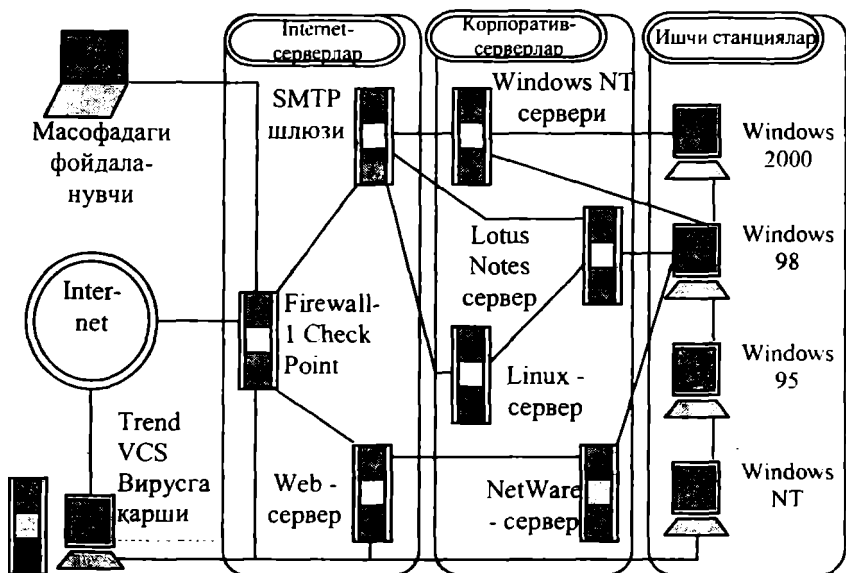 Internet-
серверлар
Корпоратив-
серверлар
Ишчи станциялар
Масофадаги
фойдала-
нувчи
SMTP
шлюзи
Windows NT
сервери
Windows
2000
Inter-
net
Firewall-
1 Check
Point
Lotus
Notes
сервер
Windows
98
Linux -
сервер
Windows
95
Trend
VCS
Вирусга
қарши
Web -
сервер
NetWare
- сервер
Windows
NT